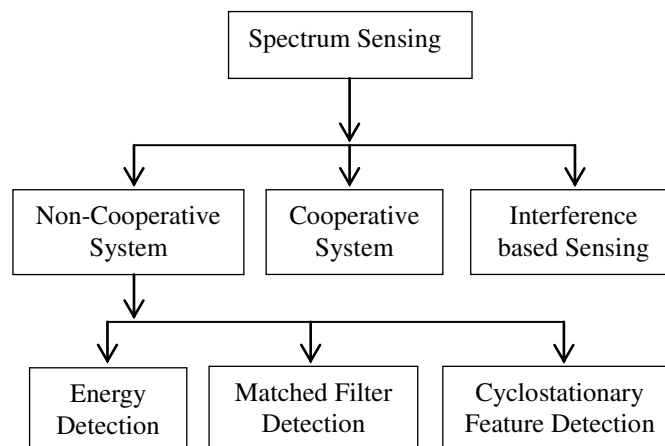 Spectrum Sensing
Non-Cooperative
System
Cooperative
System
Interference
based Sensing
Energy
Detection
Matched Filter
Detection
Cyclostationary
Feature Detection